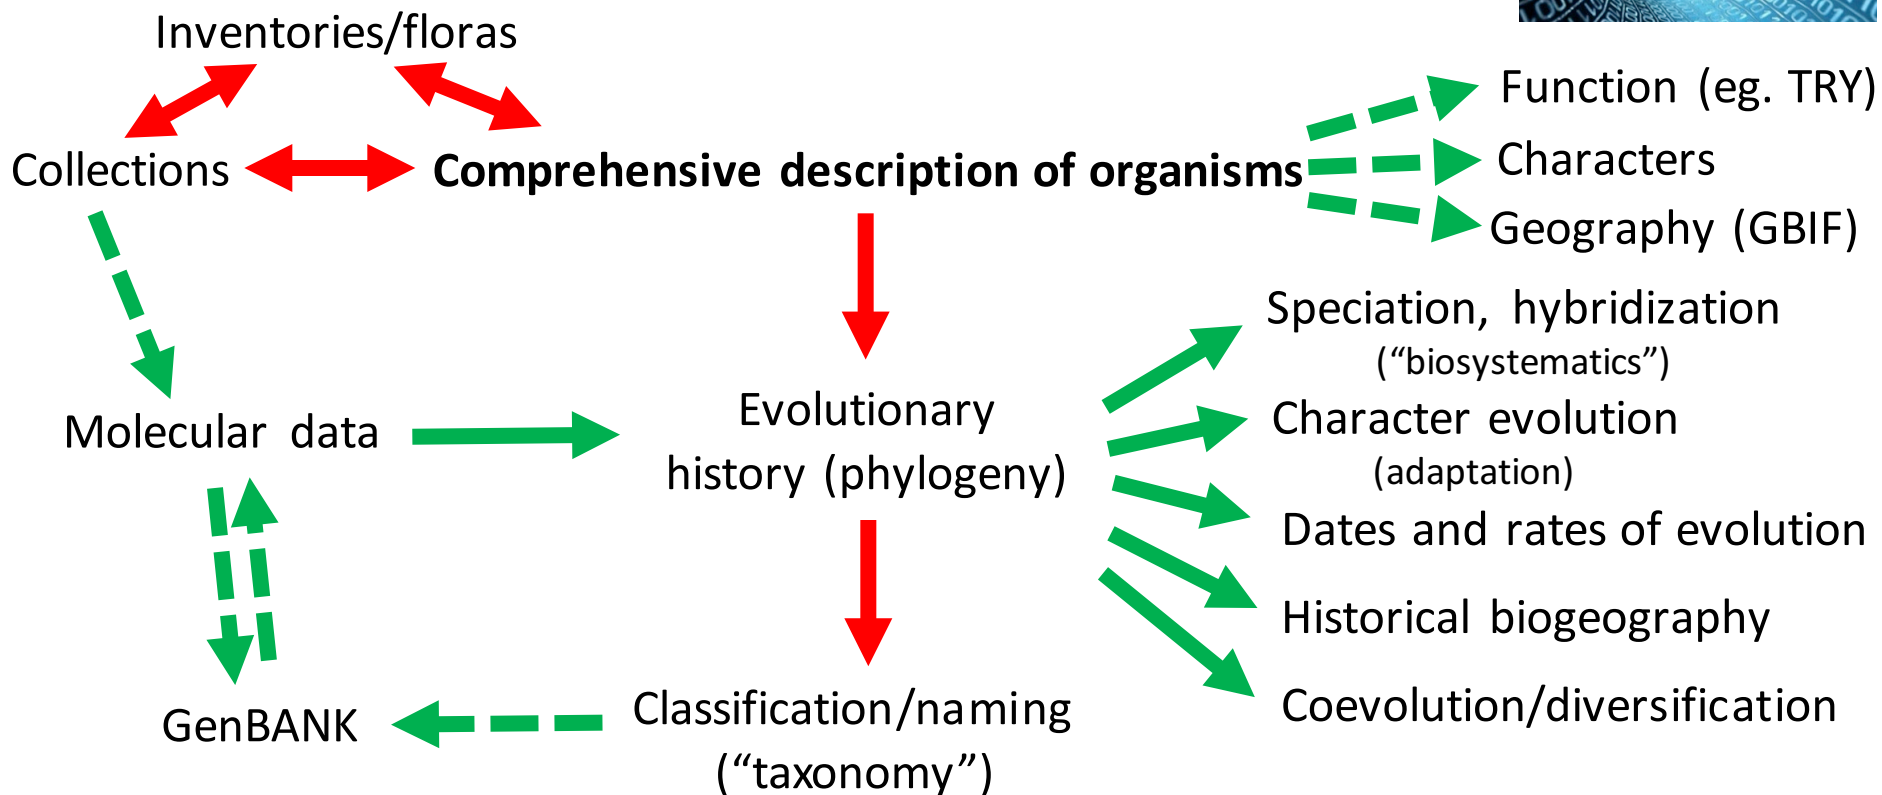 Inventories/floras
Function (eg. TRY)
Collections
Comprehensive description of organisms
Characters
Geography (GBIF)
Speciation, hybridization
(“biosystematics”)
Molecular data
Evolutionary
history (phylogeny)
Character evolution
(adaptation)
Dates and rates of evolution
Historical biogeography
GenBANK
Classification/naming
(“taxonomy”)
Coevolution/diversification